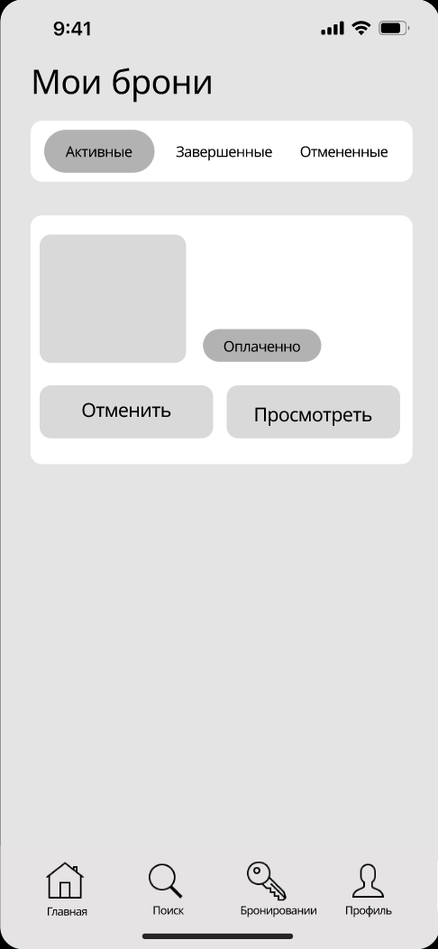 9:41
Мои брони
Активные Завершенные Отмененные
Оплаченно
Отменить Просмотреть
Главная Поиск Бронировании Профиль